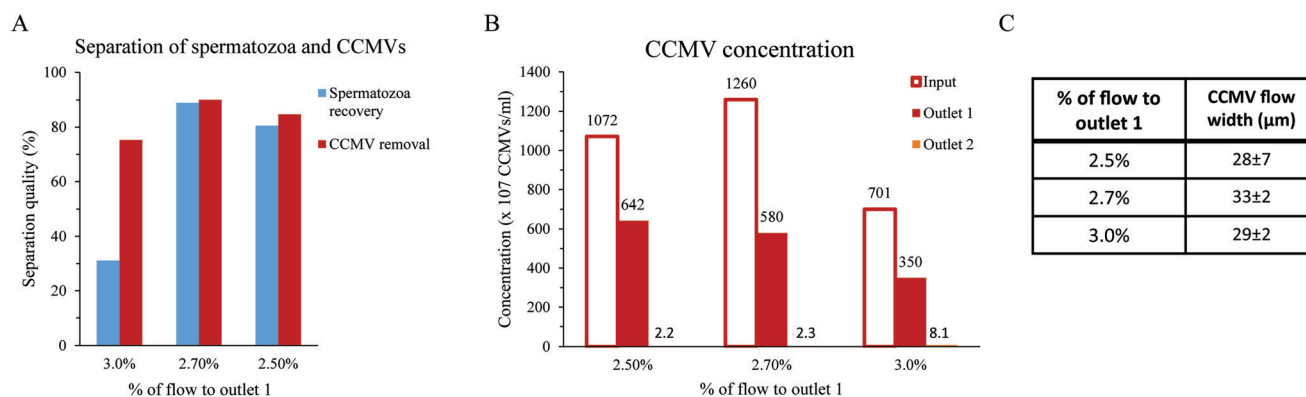 A
Separation of spermatozoa and CCMVs
100
80
60
40
20
0
Separation quality (%)
3.0%
2.70%
2.50%
% of flow to outlet 1
Spermatozoa
recovery
CCMV removal
B
CCMV concentration
1400
1200
1000
800
600
400
200
0
Concentration (x 107 CCMVs/ml)
1072
642
2.2
1260
580
2.3
701
350
8.1
2.50%
2.70%
3.0%
% of flow to outlet 1
Input
Outlet 1
Outlet 2
C
% of flow to
outlet 1
CCMV flow
width (µm)
2.5%
28±7
2.7%
33±2
3.0%
29±2